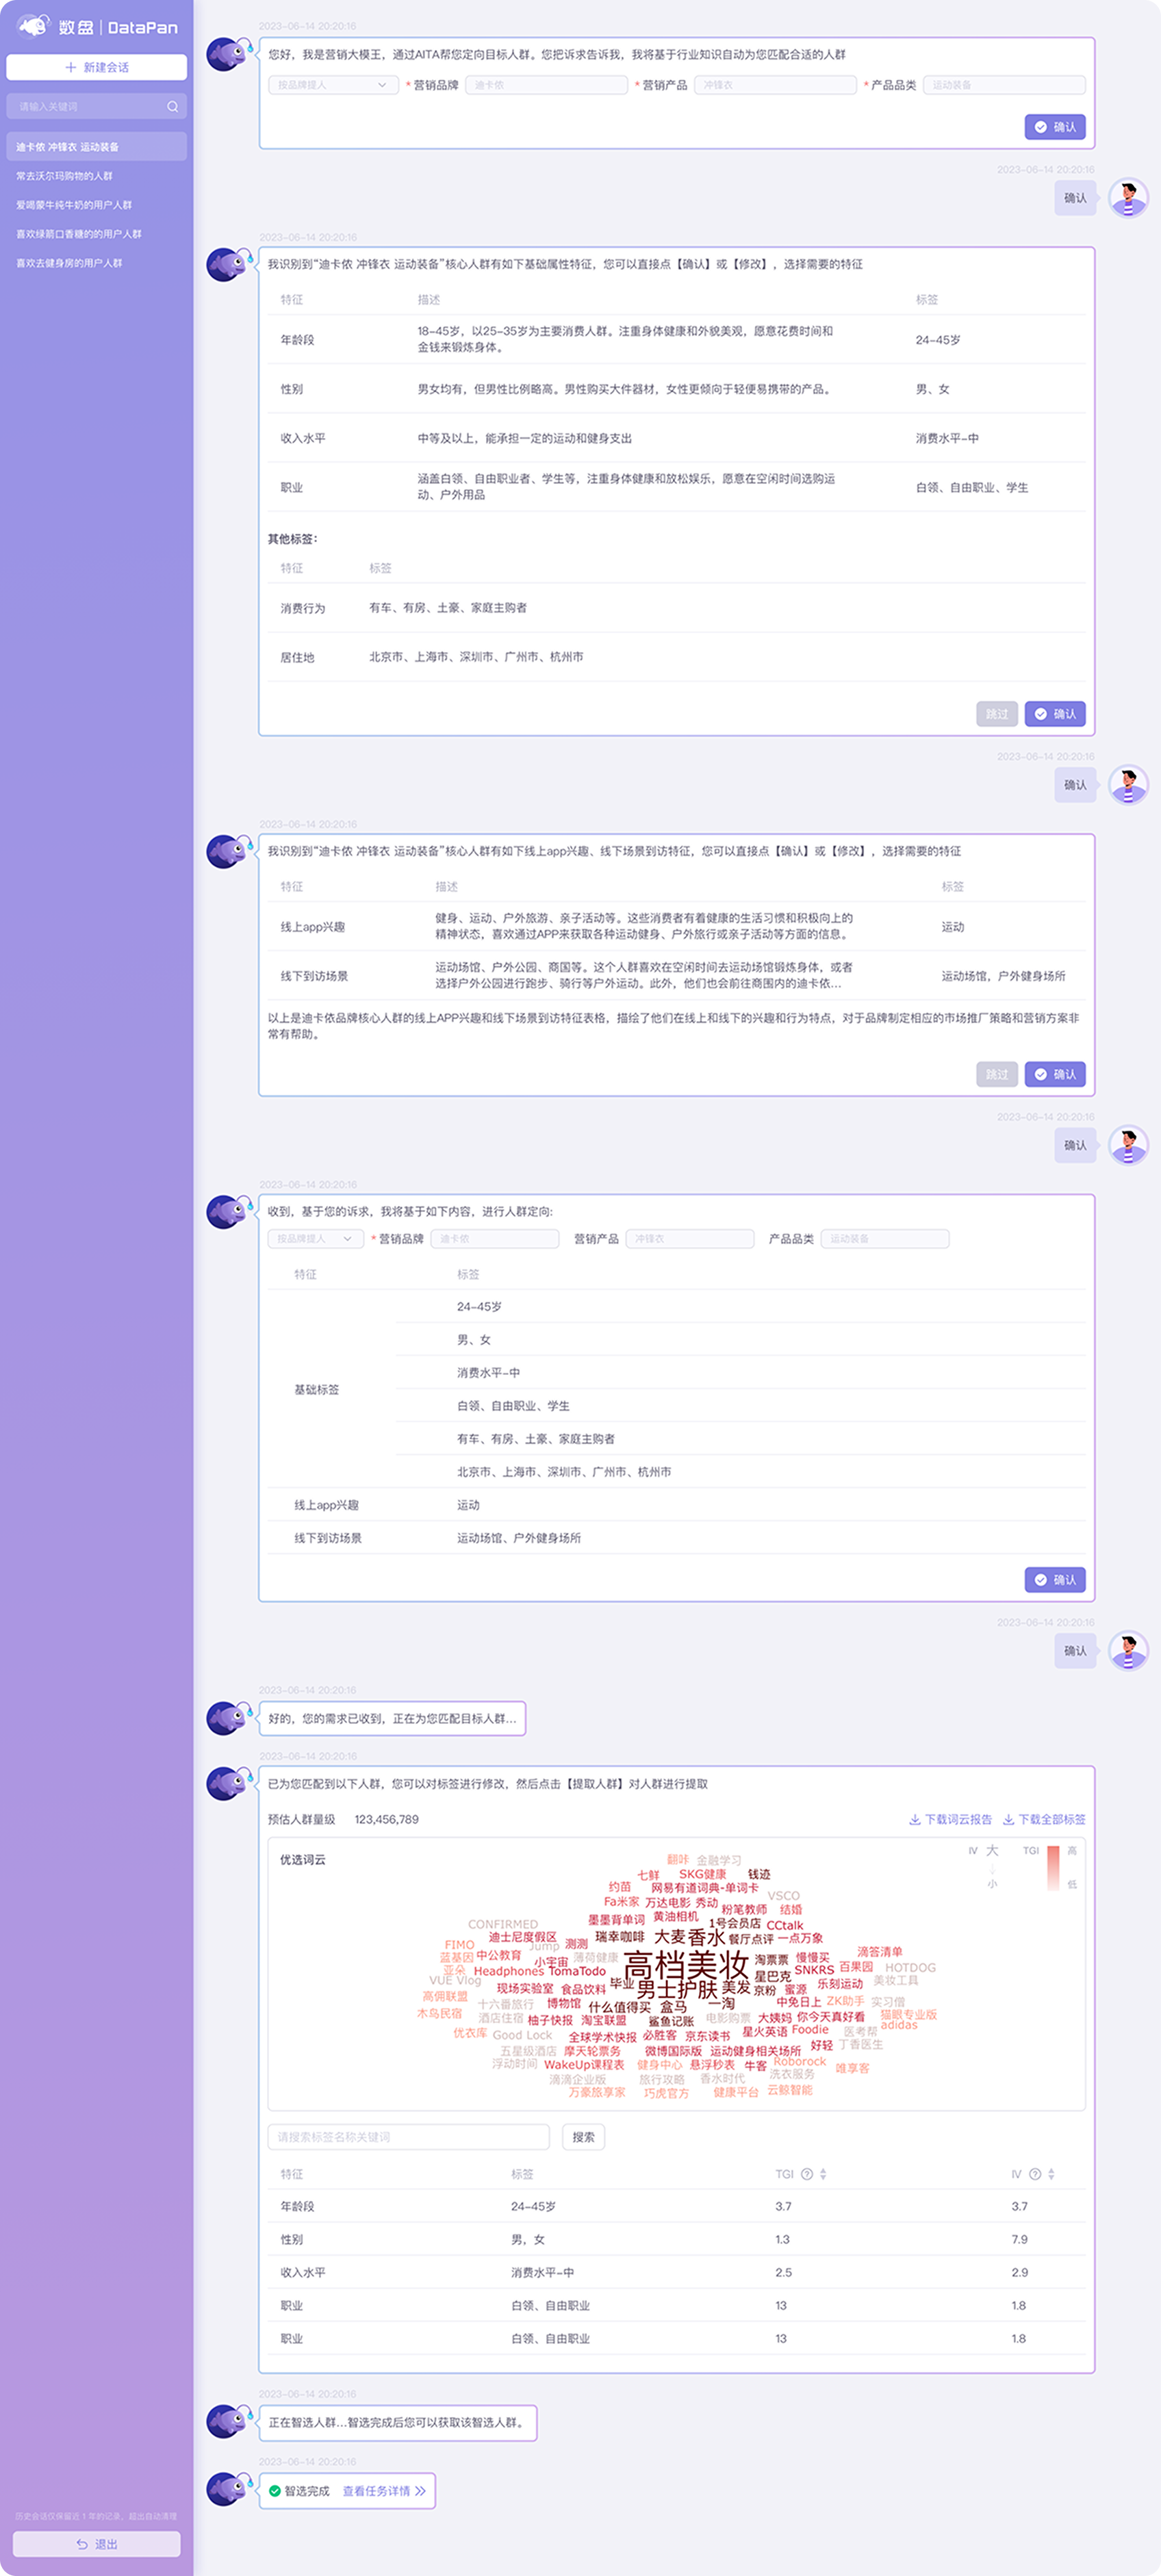 数盘 | DataPan
新建会话
请输入关键词
迪卡侬 冲锋衣 运动装备
常去沃尔玛购物的人群
爱喝蒙牛纯牛奶的用户人群
喜欢绿箭口香糖的的用户人群
喜欢去健身房的用户人群
历史会话仅保留近 1 年的记录，超出自动清理
退出
2023-06-14 20:20:16
您好，我是营销大模王，通过AITA帮您定向目标人群。您把诉求告诉我，我将基于行业知识自动为您匹配合适的人群
按品牌提人 * 营销品牌 迪卡侬 * 营销产品 冲锋衣 * 产品品类 运动装备
确认
2023-06-14 20:20:16
确认
2023-06-14 20:20:16
我识别到“迪卡侬 冲锋衣 运动装备”核心人群有如下基础属性特征，您可以直接点【确认】或【修改】，选择需要的特征
特征 描述 标签
年龄段 18-45岁，以25-35岁为主要消费人群。注重身体健康和外貌美观，愿意花费时间和 24-45岁
金钱来锻炼身体。
性别 男女均有，但男性比例略高。男性购买大件器材，女性更倾向于轻便易携带的产品。 男、女
收入水平 中等及以上，能承担一定的运动和健身支出 消费水平-中
职业 涵盖白领、自由职业者、学生等，注重身体健康和放松娱乐，愿意在空闲时间选购运 白领、自由职业、学生
动、户外用品
其他标签：
特征 标签
消费行为 有车、有房、土豪、家庭主购者
居住地 北京市、上海市、深圳市、广州市、杭州市
跳过 确认
2023-06-14 20:20:16
确认
2023-06-14 20:20:16
我识别到“迪卡侬 冲锋衣 运动装备”核心人群有如下线上app兴趣、线下场景到访特征，您可以直接点【确认】或【修改】，选择需要的特征
特征 描述 标签
线上app兴趣 健身、运动、户外旅游、亲子活动等。这些消费者有着健康的生活习惯和积极向上的 运动
精神状态，喜欢通过APP来获取各种运动健身、户外旅行或亲子活动等方面的信息。
线下到访场景 运动场馆、户外公园、商国等。这个人群喜欢在空闲时间去运动场馆锻炼身体，或者 运动场馆，户外健身场所
选择户外公园进行跑步、骑行等户外运动。此外，他们也会前往商围内的迪卡侬...
以上是迪卡依品牌核心人群的线上APP兴趣和线下场景到访特征表格，描绘了他们在线上和线下的兴趣和行为特点，对于品牌制定相应的市场推厂策略和营销方案非
常有帮助。
跳过 确认
2023-06-14 20:20:16
确认
2023-06-14 20:20:16
收到，基于您的诉求，我将基于如下内容，进行人群定向:
按品牌提人 * 营销品牌 迪卡侬 营销产品 冲锋衣 产品品类 运动装备
特征 标签
24-45岁
男、女
消费水平-中
基础标签
白领、自由职业、学生
有车、有房、土豪、家庭主购者
北京市、上海市、深圳市、广州市、杭州市
线上app兴趣 运动
线下到访场景 运动场馆、户外健身场所
确认
2023-06-14 20:20:16
确认
2023-06-14 20:20:16
好的，您的需求已收到，正在为您匹配目标人群...
2023-06-14 20:20:16
已为您匹配到以下人群，您可以对标签进行修改，然后点击【提取人群】对人群进行提取
预估人群量级 123,456,789 下载词云报告 下载全部标签
优选词云 IV 大 小 TGI 高 低
翻咔 金融学习
七鲜 SKG健康 钱迹
约苗 网易有道词典-单词卡
VSCO
Fa米家 万达电影 秀动 粉笔教师 结婚
墨墨背单词 黄油相机 1号会员店 CCtalk
CONFIRMED
迪士尼度假区 瑞幸咖啡 大麦 香水 餐厅点评 一点万象
FIMO Jump 测测
蓝基因 中公教育 小宇宙 薄荷健康 高档美妆 淘票票 慢慢买 滴答清单
亚朵 Headphones TomaTodo 星巴克 SNKRS 百果园 HOTDOG
VUE Vlog 现场实验室 食品饮料 毕业 男士护肤 美发 京粉 蜜源 乐刻运动 美妆工具
高佣联盟 十六番旅行 博物馆 什么值得买 盒马 一淘 中免日上 ZK助手 实习僧
木鸟民宿 酒店住宿 柚子快报 淘宝联盟 鲨鱼记账 电影购票 大姨妈 你今天真好看 猫眼专业版
优衣库 Good Lock 全球学术快报 必胜客 京东读书 星火英语 Foodie 医考帮 adidas
五星级酒店 摩天轮票务 微博国际版 运动健身相关场所 好轻 丁香医生
浮动时间 WakeUp课程表 健身中心 悬浮秒表 牛客 Roborock 唯享客
滴滴企业版 旅行攻略 香水时代 洗衣服务
万豪旅享家 巧虎官方 健康平台 云鲸智能
请搜索标签名称关键词 搜索
特征 标签 TGI IV
年龄段 24-45岁 3.7 3.7
性别 男，女 1.3 7.9
收入水平 消费水平-中 2.5 2.9
职业 白领、自由职业 13 1.8
职业 白领、自由职业 13 1.8
2023-06-14 20:20:16
正在智选人群...智选完成后您可以获取该智选人群。
2023-06-14 20:20:16
智选完成 查看任务详情